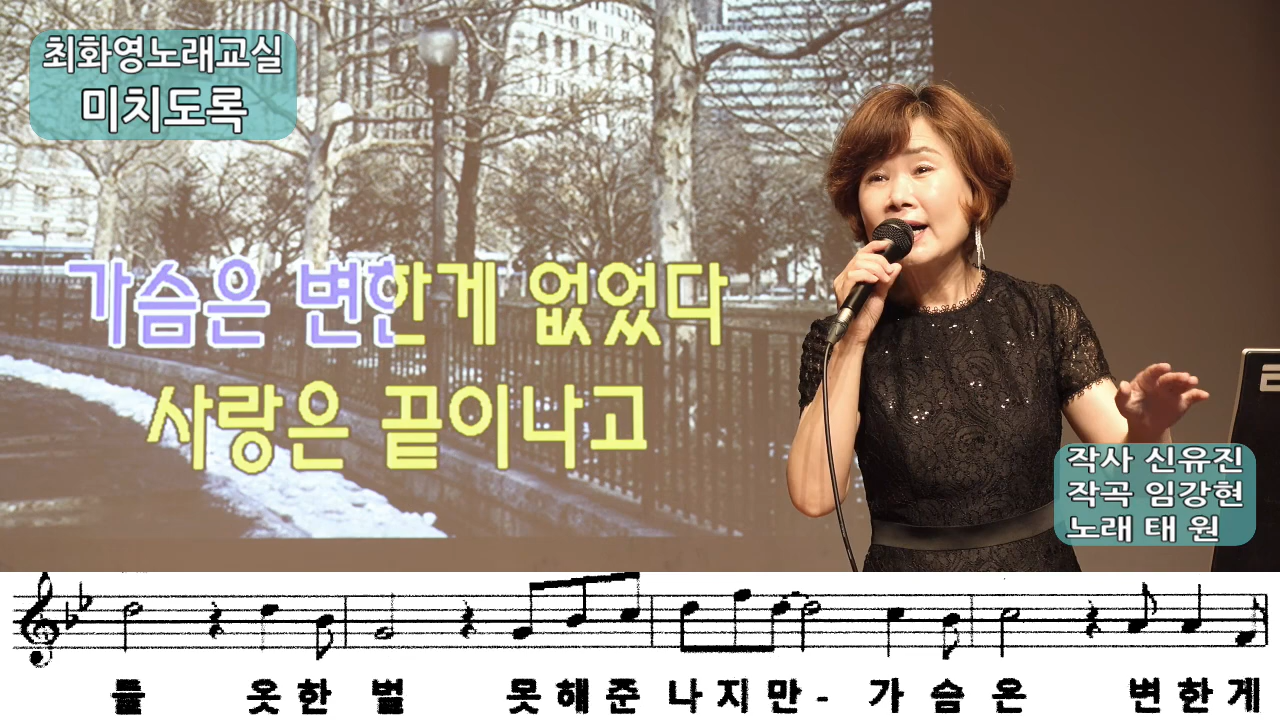 최화영노래교실
미치도록
가슴은 변한게 없었다
사랑은 끝이나고
작사 신유진
작곡 임강현
노래 태 원
를 옷한 벌 못해준 나지만- 가슴은 변한게